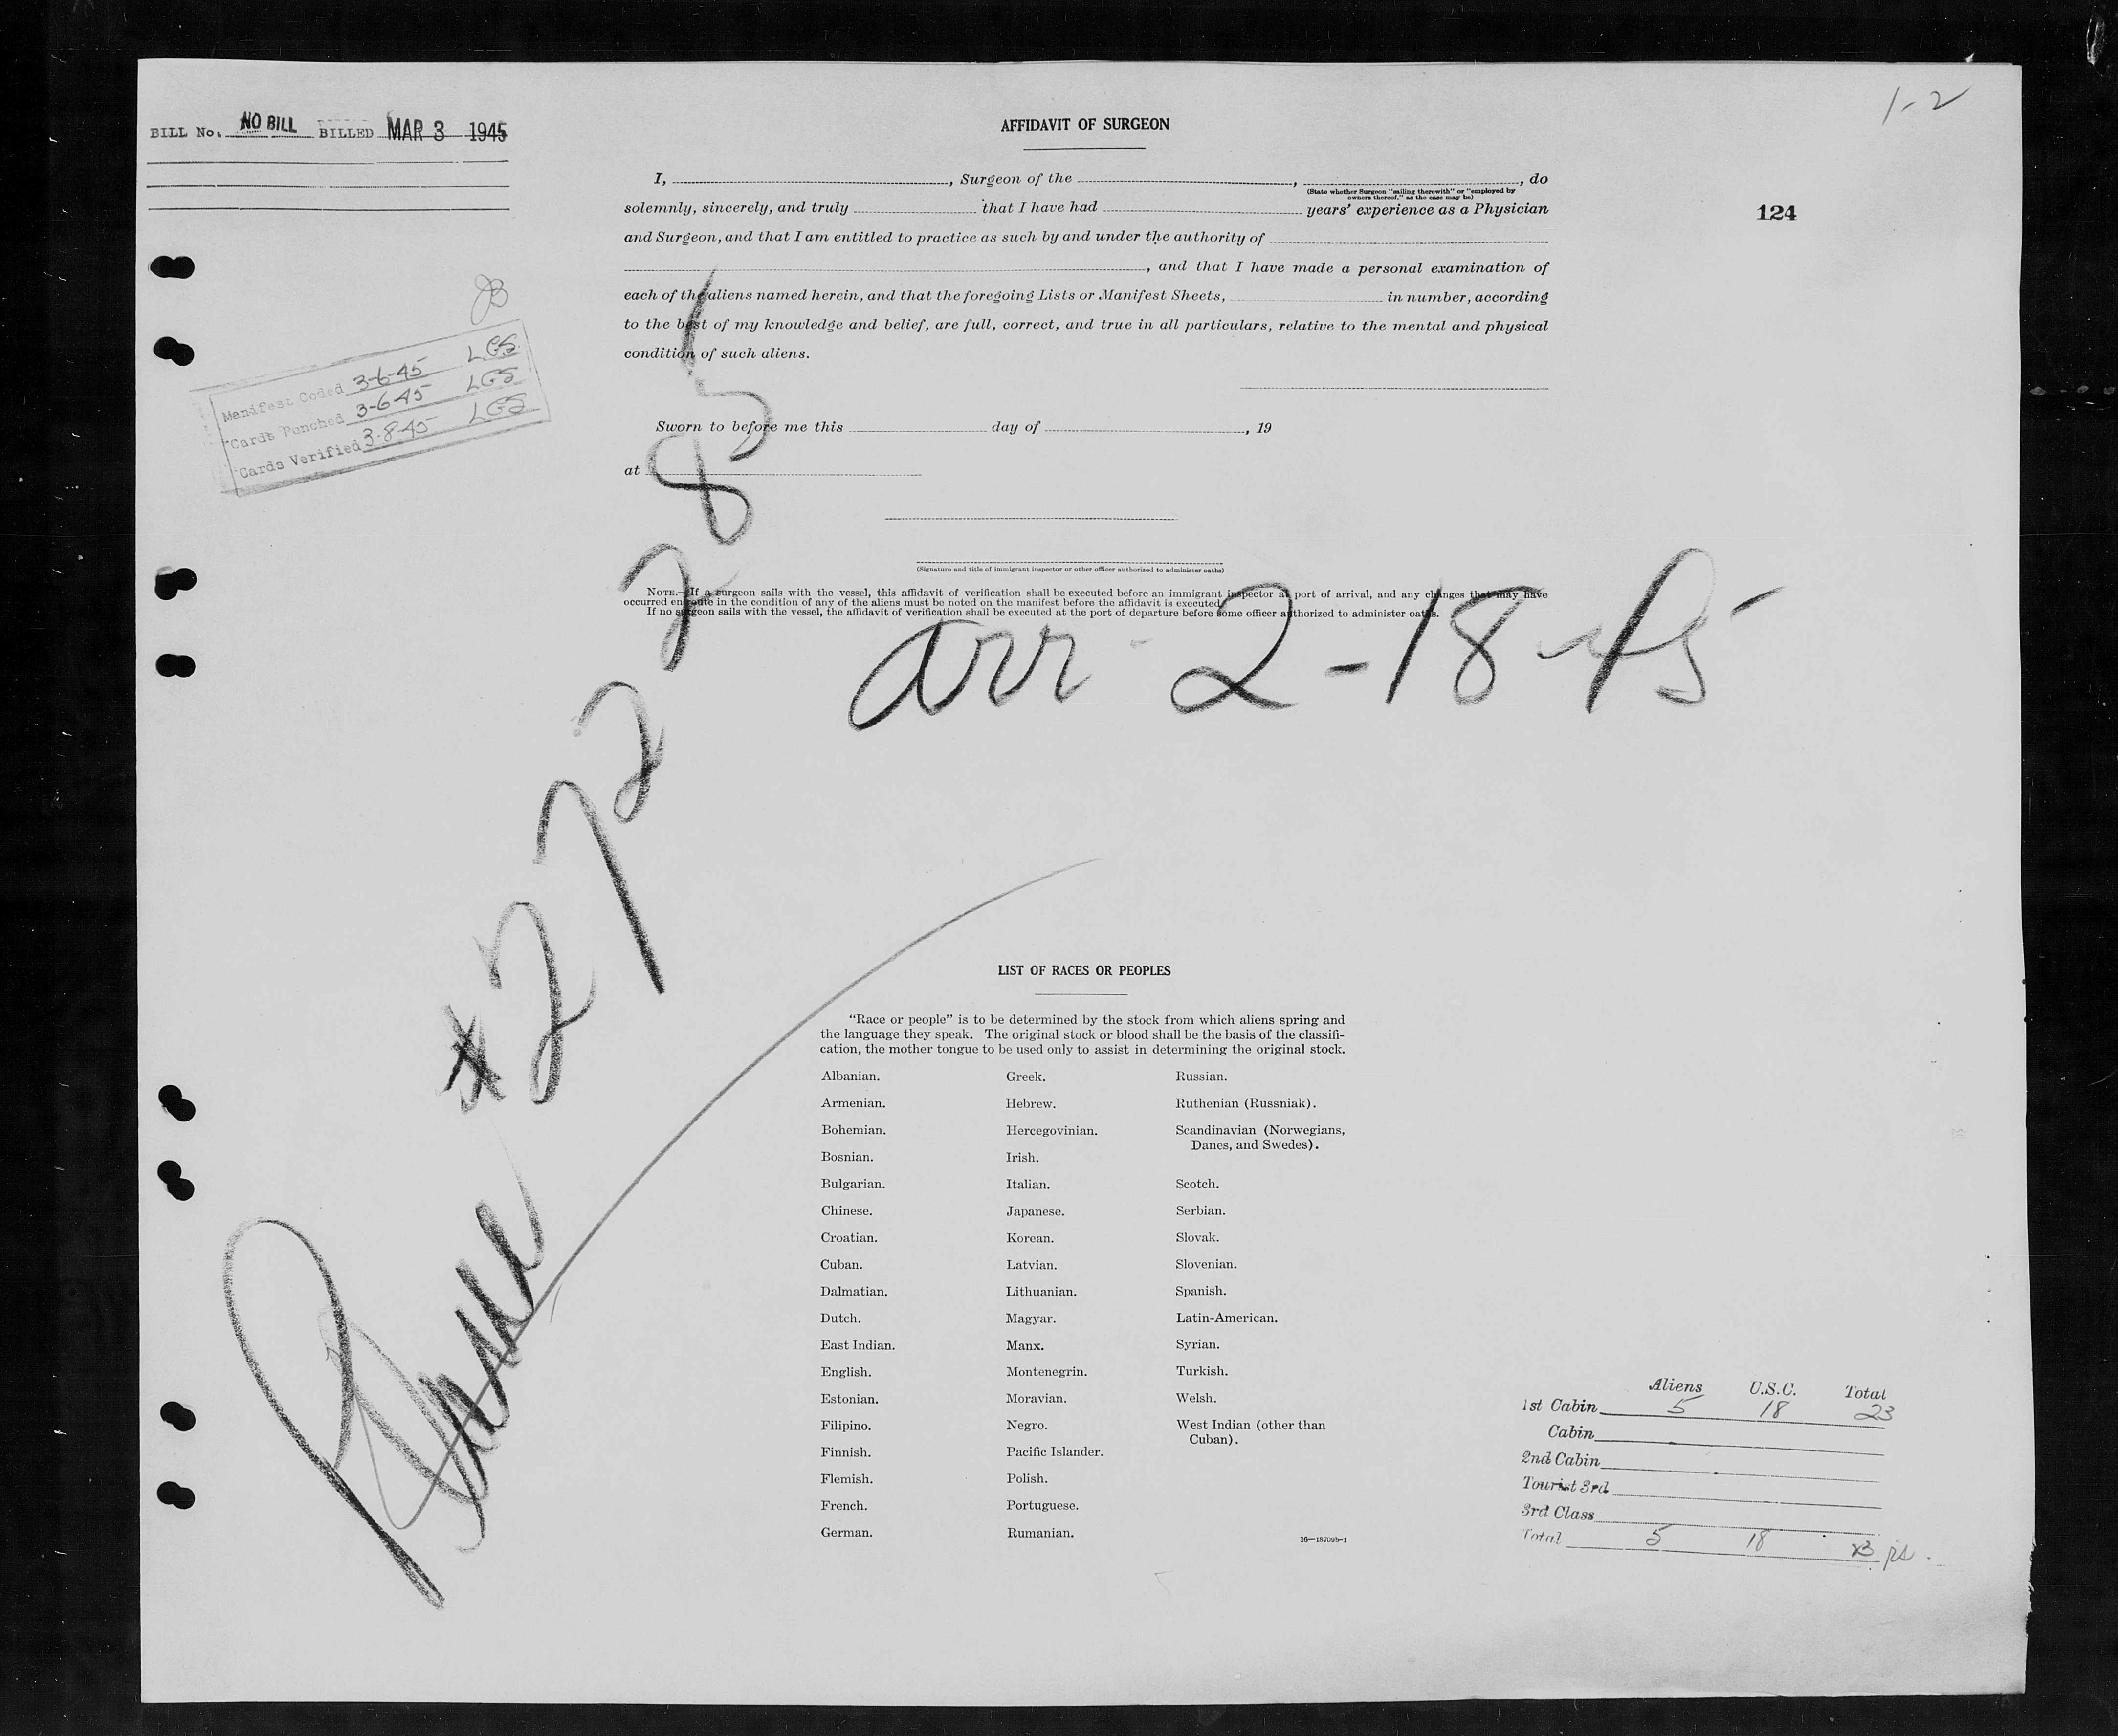 1-2
BILL No. NO BILL BILLED MAR 3 1945
AFFIDAVIT OF SURGEON
124
I, , Surgeon of the , , do
(State whether Surgeon "sailing therewith" or "employed by
owners thereof," as the case may be)
solemnly, sincerely, and truly that I have had years' experience as a Physician
and Surgeon, and that I am entitled to practice as such by and under the authority of
, and that I have made a personal examination of
each of the aliens named herein, and that the foregoing Lists or Manifest Sheets, in number, according
to the best of my knowledge and belief, are full, correct, and true in all particulars, relative to the mental and physical
condition of such aliens.
Manifest Coded 3-6-45 LGS
Cards Punched 3-6-45 LGS
Cards Verified 3-8-45 LGS
Sworn to before me this day of , 19
at
(Signature and title of immigrant inspector or other officer authorized to administer oaths)
NOTE.—If a surgeon sails with the vessel, this affidavit of verification shall be executed before an immigrant inspector at port of arrival, and any changes that may have
occurred en route in the condition of any of the aliens must be noted on the manifest before the affidavit is executed.
If no surgeon sails with the vessel, the affidavit of verification shall be executed at the port of departure before some officer authorized to administer oaths.
arr - 2-18-45
LIST OF RACES OR PEOPLES
"Race or people" is to be determined by the stock from which aliens spring and
the language they speak. The original stock or blood shall be the basis of the classifi-
cation, the mother tongue to be used only to assist in determining the original stock.
Albanian. Greek. Russian.
Armenian. Hebrew. Ruthenian (Russniak).
Bohemian. Hercegovinian. Scandinavian (Norwegians,
Danes, and Swedes).
Bosnian. Irish.
Bulgarian. Italian. Scotch.
Chinese. Japanese. Serbian.
Croatian. Korean. Slovak.
Cuban. Latvian. Slovenian.
Dalmatian. Lithuanian. Spanish.
Dutch. Magyar. Latin-American.
East Indian. Manx. Syrian.
English. Montenegrin. Turkish.
Estonian. Moravian. Welsh.
Filipino. Negro. West Indian (other than
Cuban).
Finnish. Pacific Islander.
Flemish. Polish.
French. Portuguese.
German. Rumanian.
16—18709b-1
Aliens U.S.C. Total
1st Cabin 5 18 23
Cabin
2nd Cabin
Tourist 3rd
3rd Class
Total 5 18 23